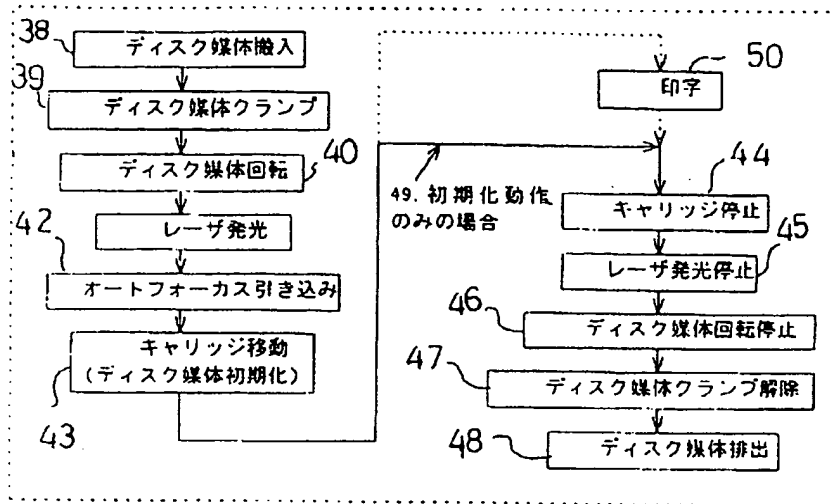 38
ディスク媒体搬入
39
ディスク媒体クランプ
ディスク媒体回転
40
レーザ発光
42
オートフォーカス引き込み
キャリッジ移動
(ディスク媒体初期化)
43
50
印字
49. 初期化動作
のみの場合
44
キャリッジ停止
45
レーザ発光停止
46
ディスク媒体回転停止
47
ディスク媒体クランプ解除
48
ディスク媒体排出